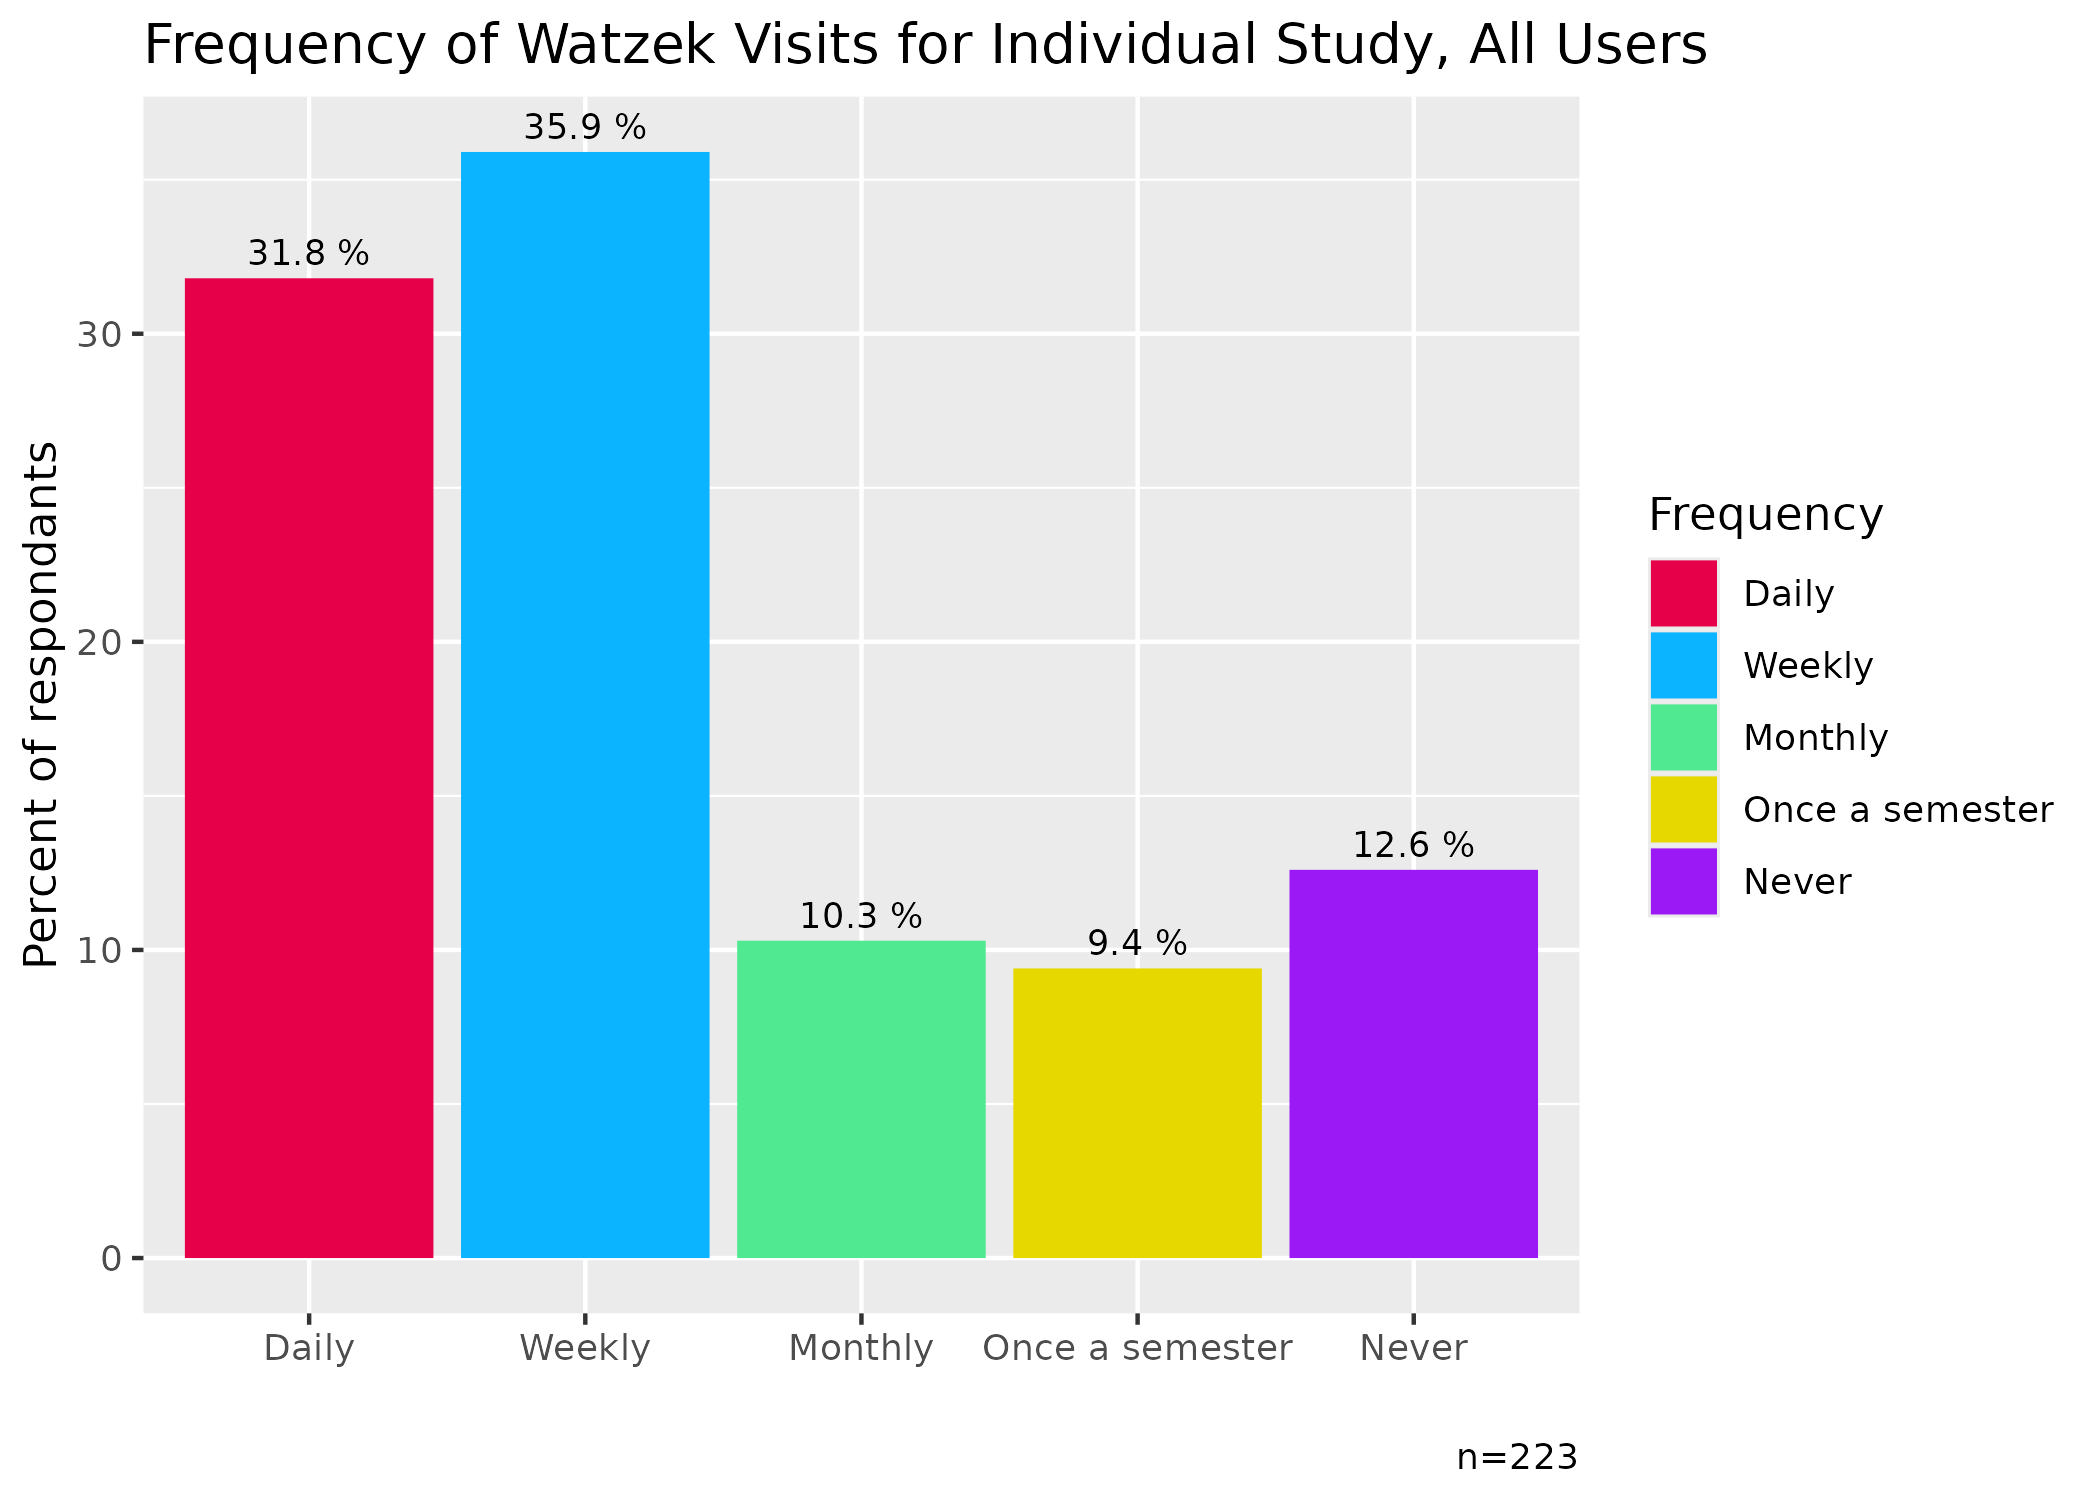 Frequency of Watzek Visits for Individual Study, All Users
35.9 %
31.8 %
12.6 %
10.3 %
9.4 %
Percent of respondants
30
20
10
0
Daily
Weekly
Monthly
Once a semester
Never
Frequency
Daily
Weekly
Monthly
Once a semester
Never
n=223